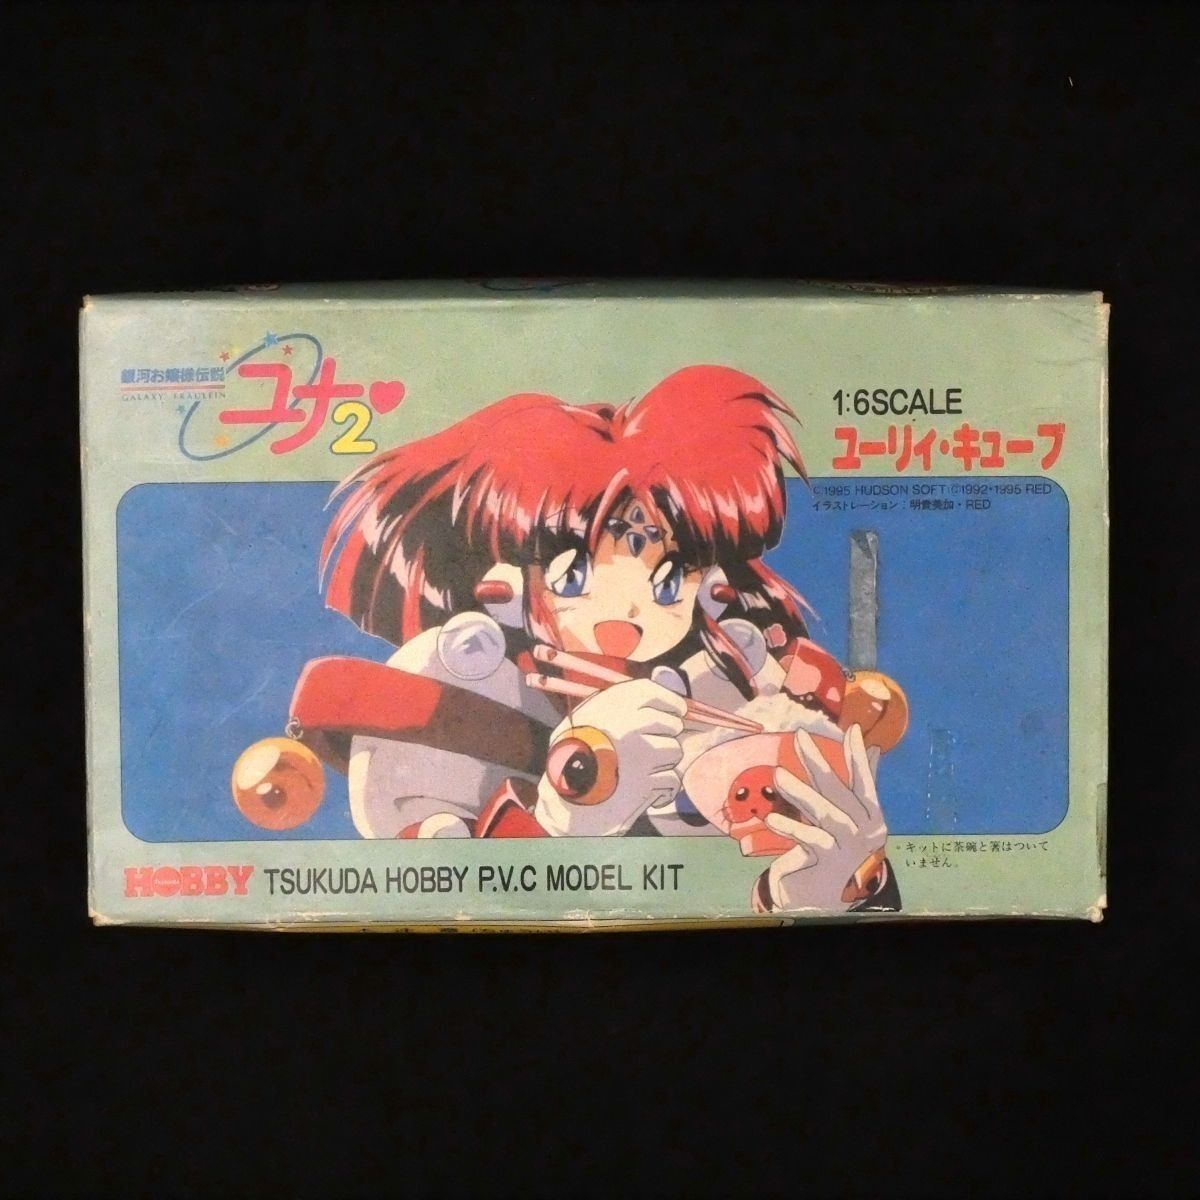 銀河お嬢様伝説
GALAXY FRÄULEIN
ユナ2
1:6SCALE
ユーリィ・キューブ
©1995 HUDSON SOFT ©1992・1995 RED
イラストレーション：明貴美加・RED
*キットに茶碗と箸はついて
いません。
HOBBY
Tsukuda
TSUKUDA HOBBY P.V.C MODEL KIT